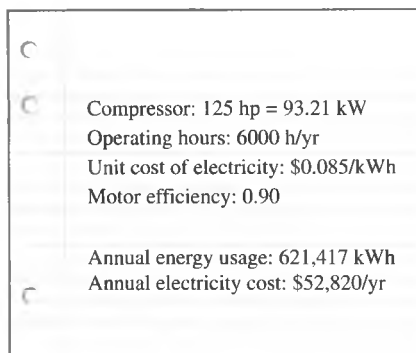 Compressor: 125 hp = 93.21 kW
Operating hours: 6000 h/yr
Unit cost of electricity: $0.085/kWh
Motor efficiency: 0.90
Annual energy usage: 621,417 kWh
Annual electricity cost: $52,820/yr